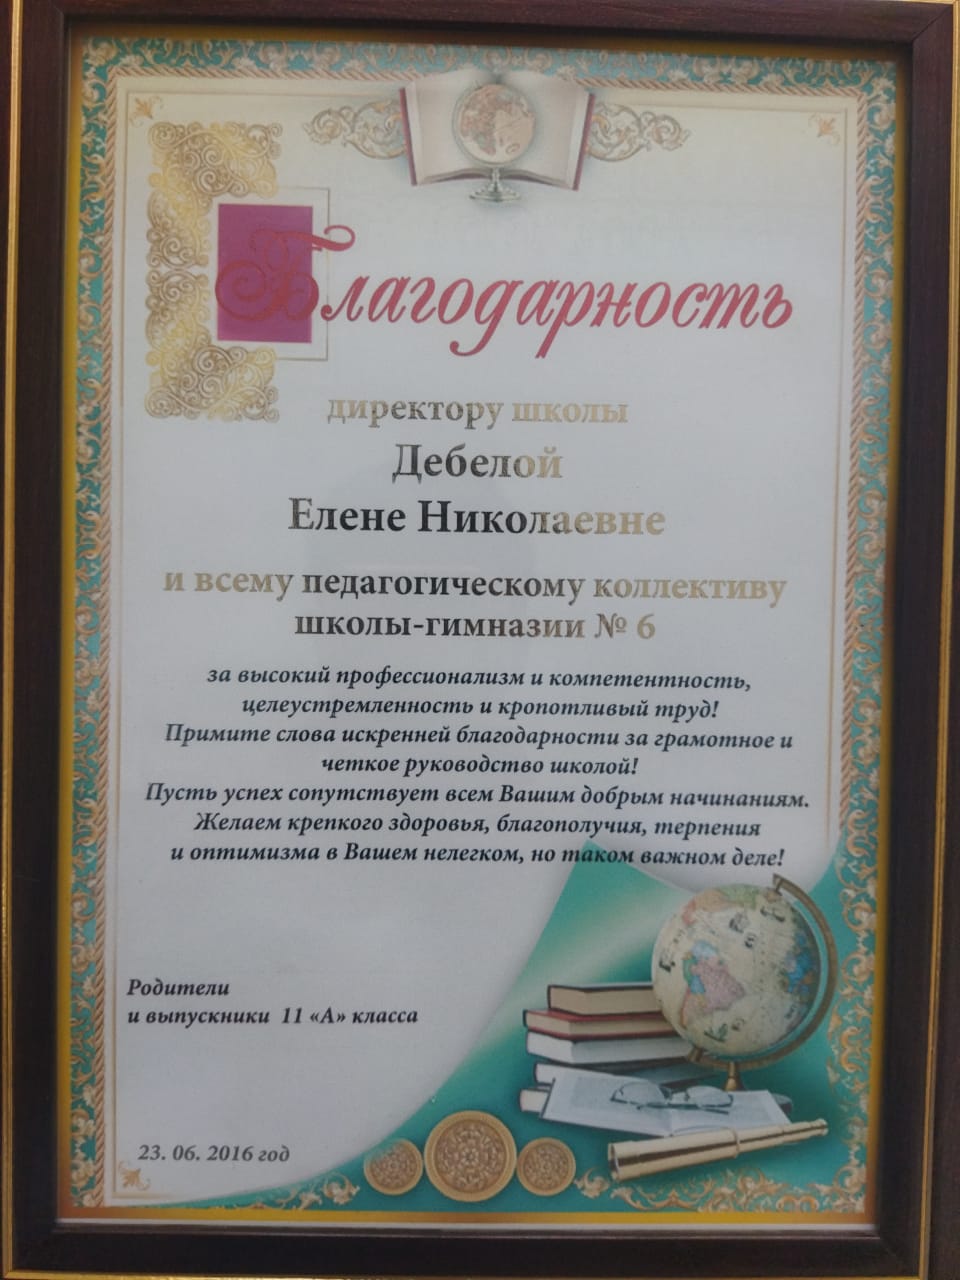 Благодарность
директору школы
Дебелой
Елене Николаевне
и всему педагогическому коллективу
школы-гимназии № 6
за высокий профессионализм и компетентность,
целеустремленность и кропотливый труд!
Примите слова искренней благодарности за грамотное и
четкое руководство школой!
Пусть успех сопутствует всем Вашим добрым начинаниям.
Желаем крепкого здоровья, благополучия, терпения
и оптимизма в Вашем нелегком, но таком важном деле!
Родители
и выпускники 11 «А» класса
23. 06. 2016 год